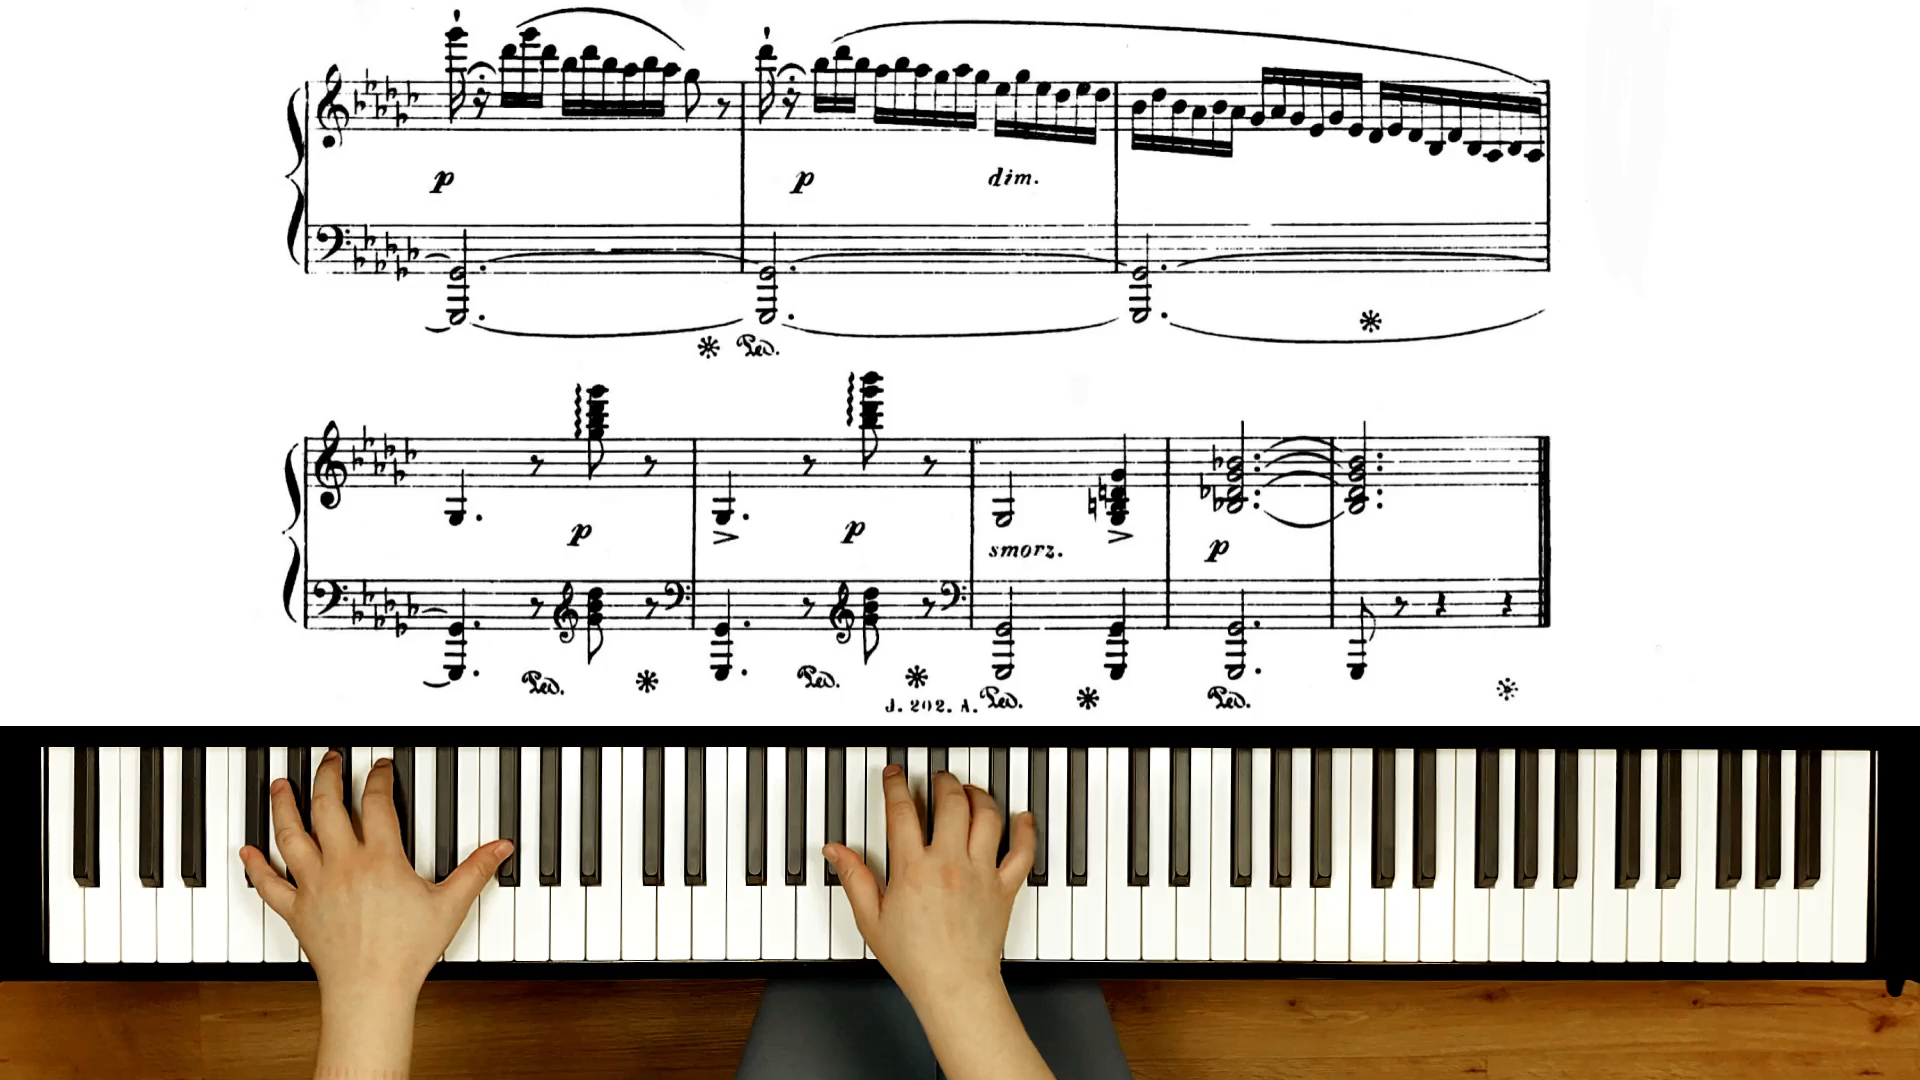 p p dim.
Ped.
p p smorz. p
Ped. Ped. Ped. Ped.
J. 202. A.